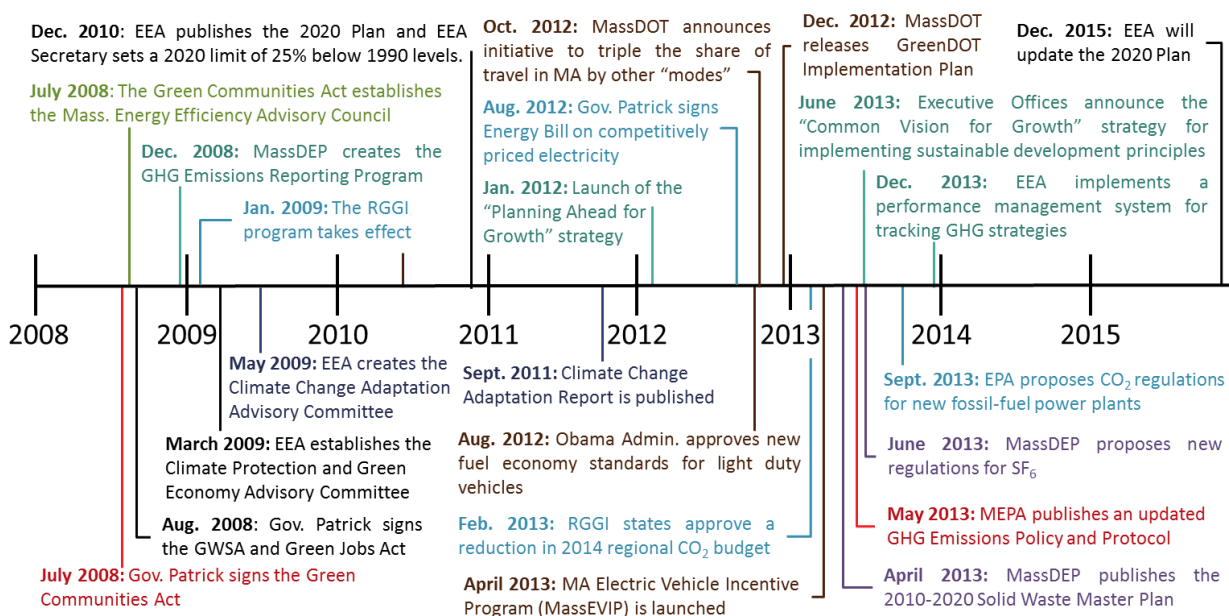 Dec. 2010: EEA publishes the 2020 Plan and EEA
Secretary sets a 2020 limit of 25% below 1990 levels.
July 2008: The Green Communities Act establishes
the Mass. Energy Efficiency Advisory Council
Dec. 2008: MassDEP creates the
GHG Emissions Reporting Program
Jan. 2009: The RGGI
program takes effect
Oct. 2012: MassDOT announces
initiative to triple the share of
travel in MA by other “modes”
Aug. 2012: Gov. Patrick signs
Energy Bill on competitively
priced electricity
Jan. 2012: Launch of the
“Planning Ahead for
Growth” strategy
Dec. 2012: MassDOT
releases GreenDOT
Implementation Plan
Dec. 2015: EEA will
update the 2020 Plan
June 2013: Executive Offices announce the
“Common Vision for Growth” strategy for
implementing sustainable development principles
Dec. 2013: EEA implements a
performance management system for
tracking GHG strategies
2008 2009 2010 2011 2012 2013 2014 2015
May 2009: EEA creates the
Climate Change Adaptation
Advisory Committee
March 2009: EEA establishes the
Climate Protection and Green
Economy Advisory Committee
Aug. 2008: Gov. Patrick signs
the GWSA and Green Jobs Act
July 2008: Gov. Patrick signs the Green
Communities Act
Sept. 2011: Climate Change
Adaptation Report is published
Aug. 2012: Obama Admin. approves new
fuel economy standards for light duty
vehicles
Feb. 2013: RGGI states approve a
reduction in 2014 regional CO₂ budget
April 2013: MA Electric Vehicle Incentive
Program (MassEVIP) is launched
Sept. 2013: EPA proposes CO₂ regulations
for new fossil-fuel power plants
June 2013: MassDEP proposes new
regulations for SF₆
May 2013: MEPA publishes an updated
GHG Emissions Policy and Protocol
April 2013: MassDEP publishes the
2010-2020 Solid Waste Master Plan